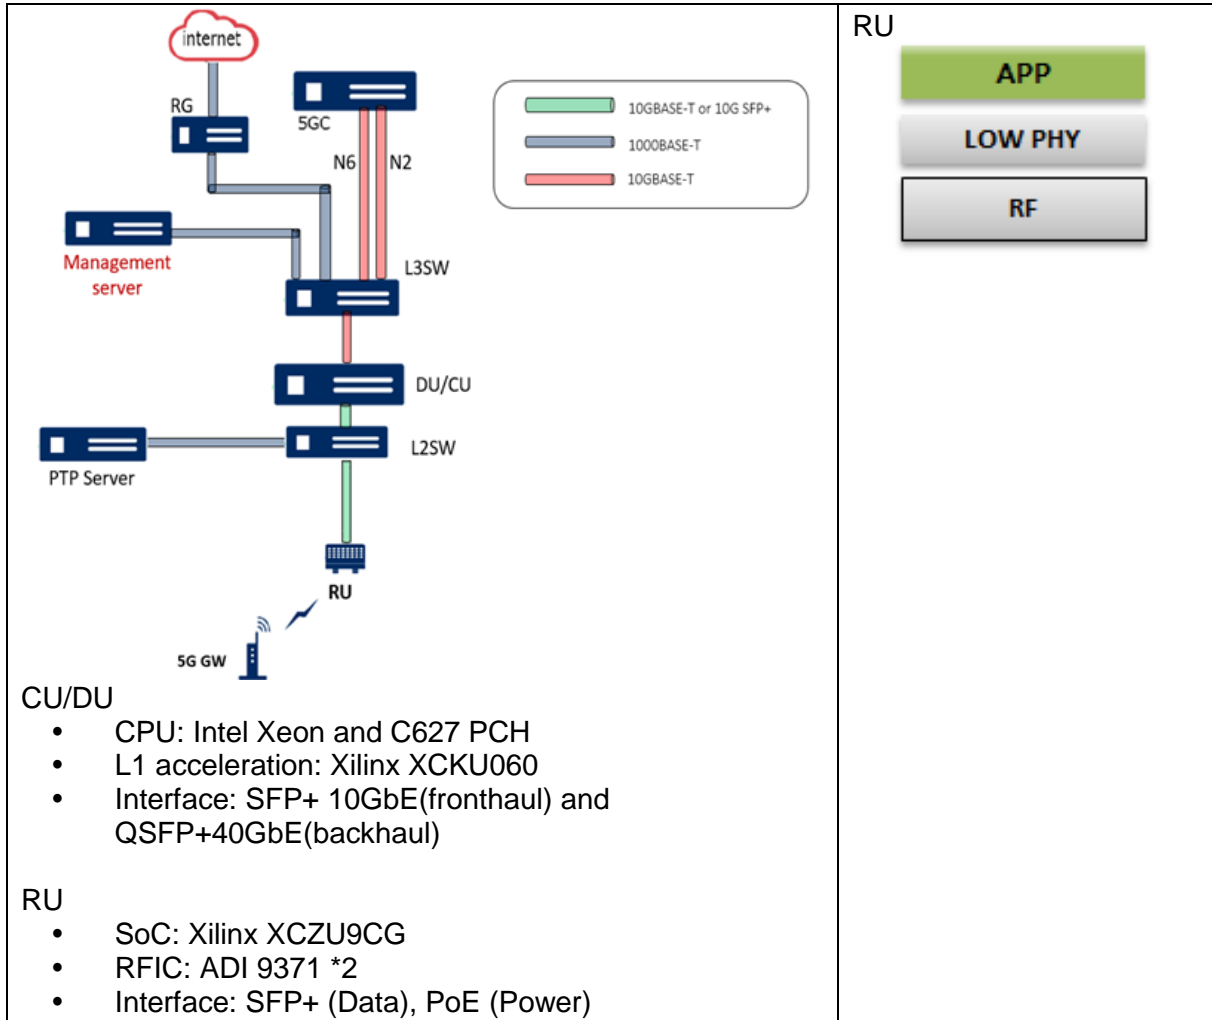 internet
RG
5GC
N6
N2
10GBASE-T or 10G SFP+
1000BASE-T
10GBASE-T
Management
server
L3SW
DU/CU
L2SW
PTP Server
RU
5G GW
CU/DU
• CPU: Intel Xeon and C627 PCH
• L1 acceleration: Xilinx XCKU060
• Interface: SFP+ 10GbE(fronthaul) and
QSFP+40GbE(backhaul)
RU
• SoC: Xilinx XCZU9CG
• RFIC: ADI 9371 *2
• Interface: SFP+ (Data), PoE (Power)
RU
APP
LOW PHY
RF